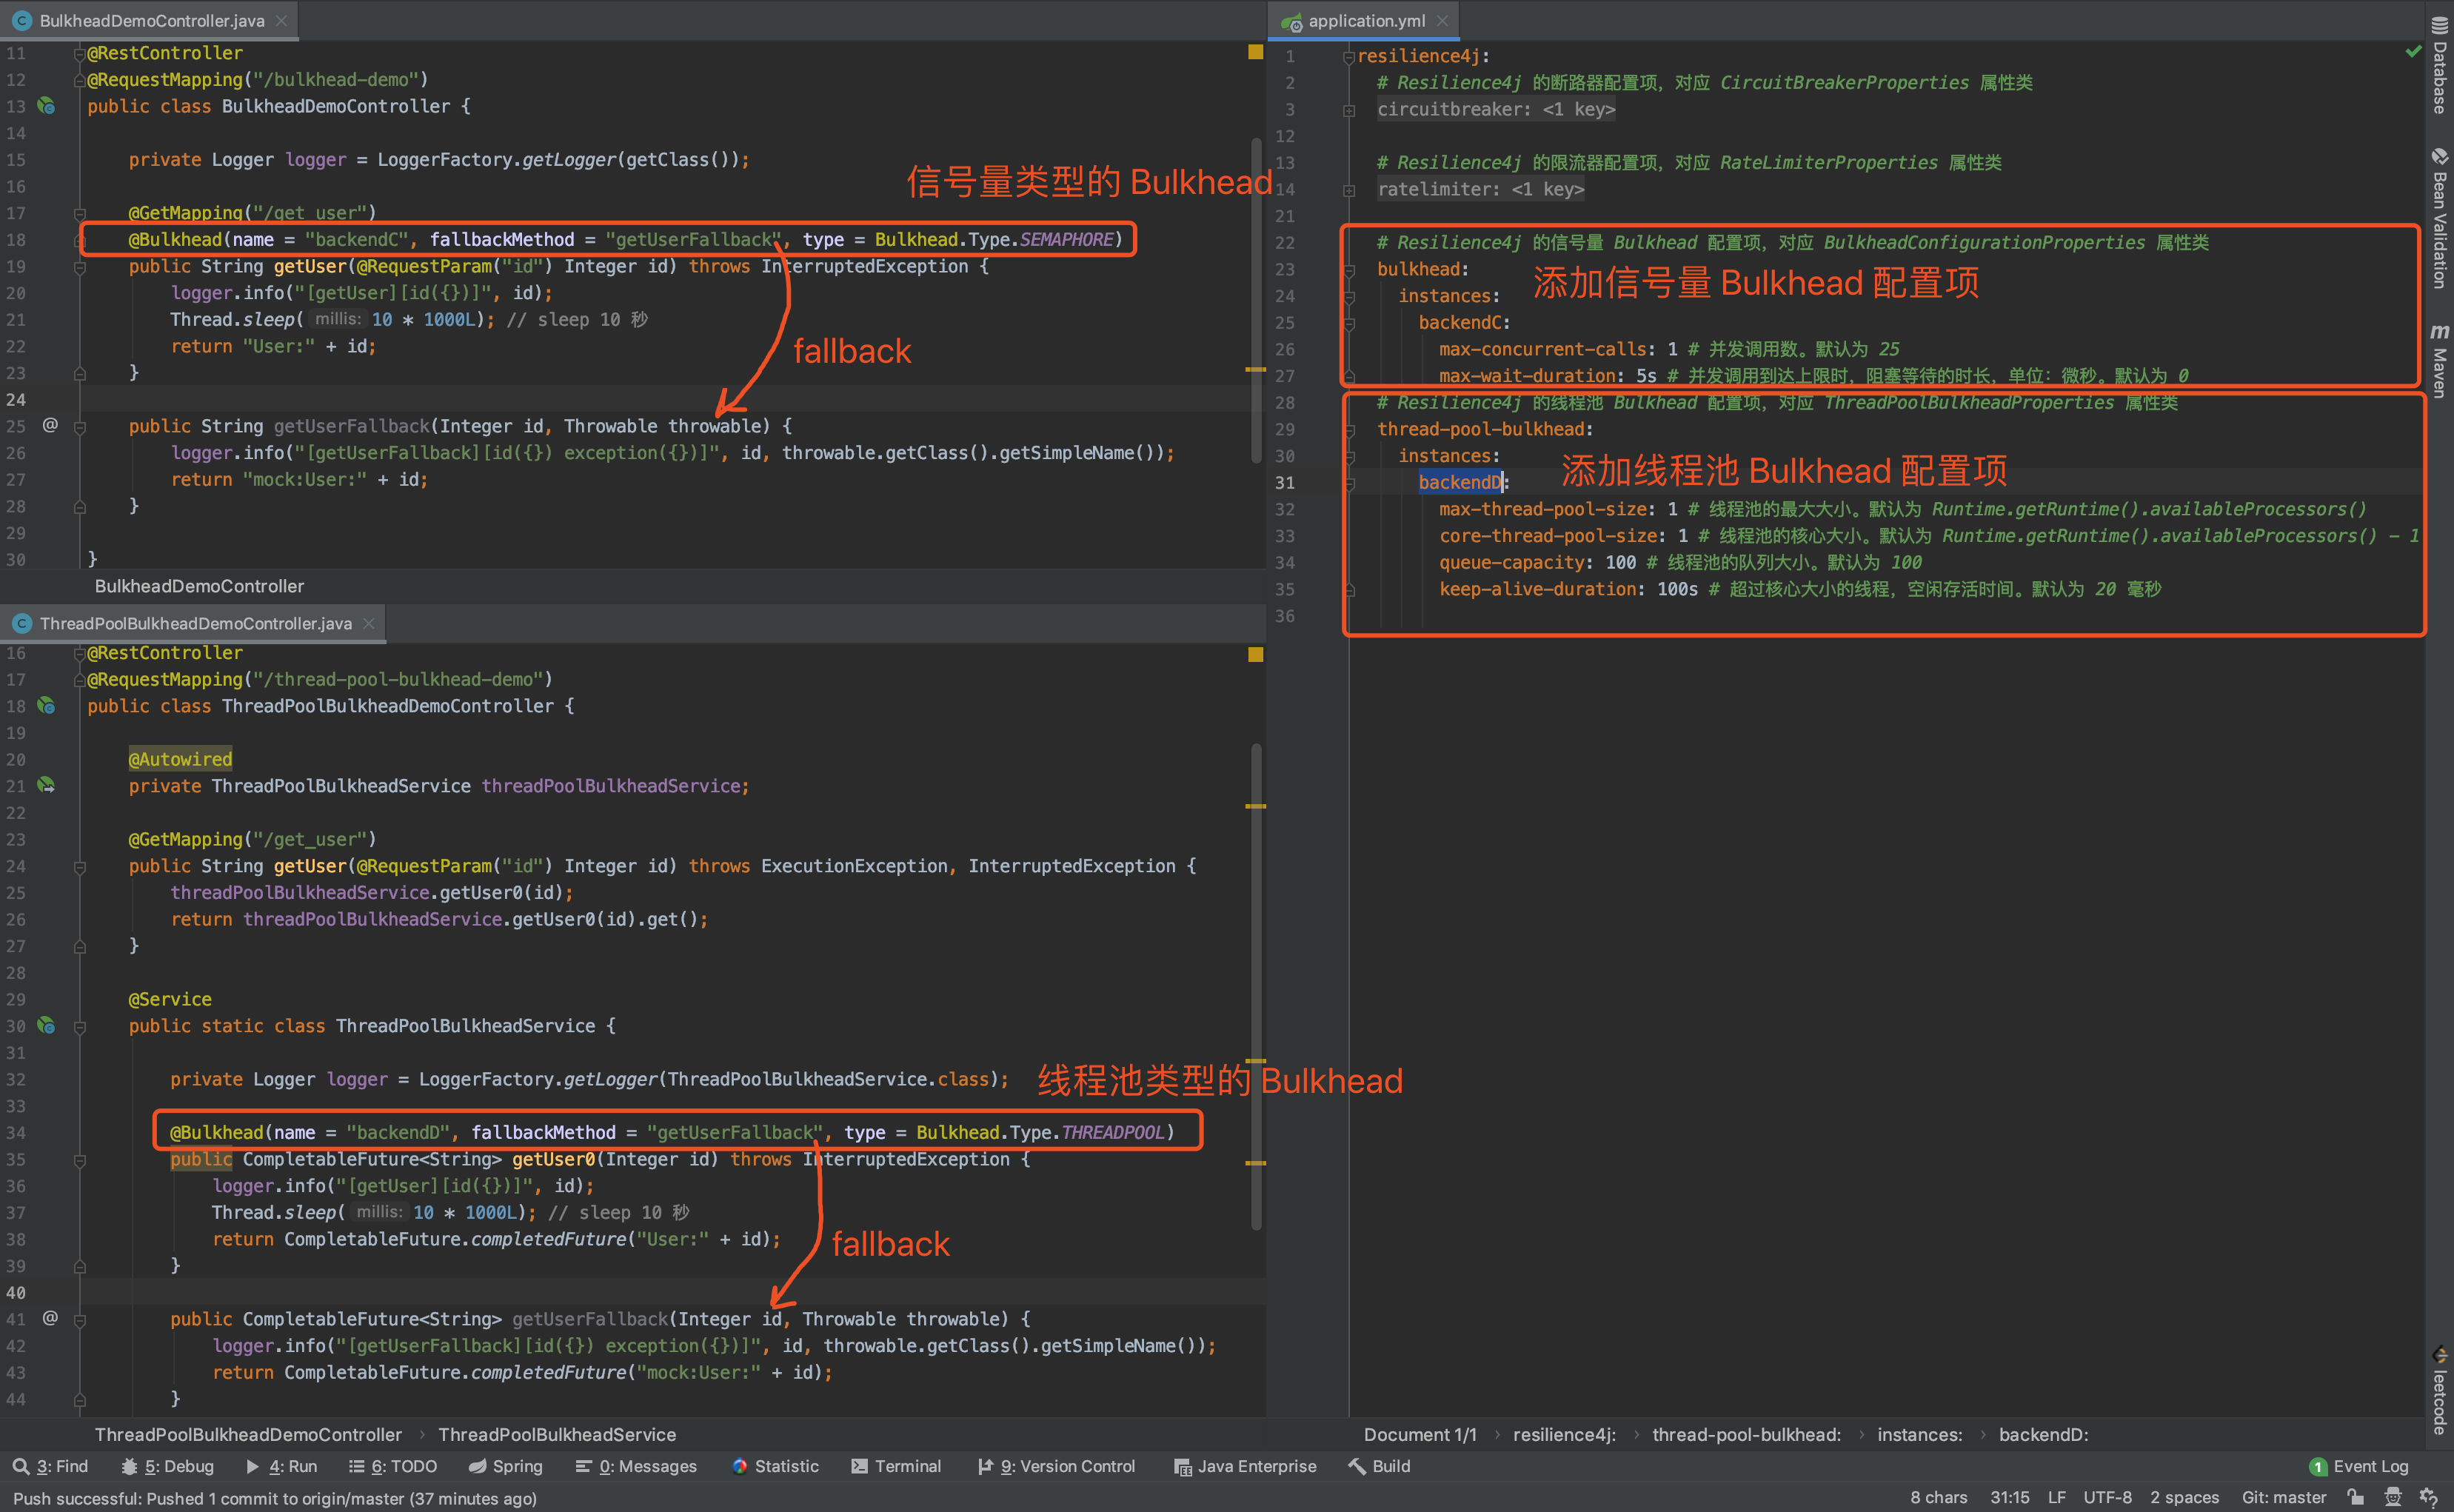 BulkheadDemoController.java
11 @RestController
12 @RequestMapping("/bulkhead-demo")
13 public class BulkheadDemoController {
14
15 private Logger logger = LoggerFactory.getLogger(getClass());
信号量类型的 Bulkhead
16
17 @GetMapping("/get_user")
18 @Bulkhead(name = "backendC", fallbackMethod = "getUserFallback", type = Bulkhead.Type.SEMAPHORE)
19 public String getUser(@RequestParam("id") Integer id) throws InterruptedException {
20 logger.info("[getUser][id({})]", id);
21 Thread.sleep( millis: 10 * 1000L); // sleep 10 秒
22 return "User:" + id;
fallback
23 }
24
25 public String getUserFallback(Integer id, Throwable throwable) {
26 logger.info("[getUserFallback][id({}) exception({})]", id, throwable.getClass().getSimpleName());
27 return "mock:User:" + id;
28 }
29
30 }
BulkheadDemoController
ThreadPoolBulkheadDemoController.java
16 @RestController
17 @RequestMapping("/thread-pool-bulkhead-demo")
18 public class ThreadPoolBulkheadDemoController {
19
20 @Autowired
21 private ThreadPoolBulkheadService threadPoolBulkheadService;
22
23 @GetMapping("/get_user")
24 public String getUser(@RequestParam("id") Integer id) throws ExecutionException, InterruptedException {
25 threadPoolBulkheadService.getUser0(id);
26 return threadPoolBulkheadService.getUser0(id).get();
27 }
28
29 @Service
30 public static class ThreadPoolBulkheadService {
31
32 private Logger logger = LoggerFactory.getLogger(ThreadPoolBulkheadService.class);
线程池类型的 Bulkhead
33
34 @Bulkhead(name = "backendD", fallbackMethod = "getUserFallback", type = Bulkhead.Type.THREADPOOL)
35 public CompletableFuture<String> getUser0(Integer id) throws InterruptedException {
36 logger.info("[getUser][id({})]", id);
37 Thread.sleep( millis: 10 * 1000L); // sleep 10 秒
38 return CompletableFuture.completedFuture("User:" + id);
fallback
39 }
40
41 public CompletableFuture<String> getUserFallback(Integer id, Throwable throwable) {
42 logger.info("[getUserFallback][id({}) exception({})]", id, throwable.getClass().getSimpleName());
43 return CompletableFuture.completedFuture("mock:User:" + id);
44 }
ThreadPoolBulkheadDemoController › ThreadPoolBulkheadService
application.yml
1 resilience4j:
2 # Resilience4j 的断路器配置项，对应 CircuitBreakerProperties 属性类
3 circuitbreaker: <1 key>
12
13 # Resilience4j 的限流器配置项，对应 RateLimiterProperties 属性类
14 ratelimiter: <1 key>
21
22 # Resilience4j 的信号量 Bulkhead 配置项，对应 BulkheadConfigurationProperties 属性类
23 bulkhead:
添加信号量 Bulkhead 配置项
24 instances:
25 backendC:
26 max-concurrent-calls: 1 # 并发调用数。默认为 25
27 max-wait-duration: 5s # 并发调用到达上限时，阻塞等待的时长，单位：微秒。默认为 0
28 # Resilience4j 的线程池 Bulkhead 配置项，对应 ThreadPoolBulkheadProperties 属性类
29 thread-pool-bulkhead:
30 instances:
添加线程池 Bulkhead 配置项
31 backendD:
32 max-thread-pool-size: 1 # 线程池的最大大小。默认为 Runtime.getRuntime().availableProcessors()
33 core-thread-pool-size: 1 # 线程池的核心大小。默认为 Runtime.getRuntime().availableProcessors() - 1
34 queue-capacity: 100 # 线程池的队列大小。默认为 100
35 keep-alive-duration: 100s # 超过核心大小的线程，空闲存活时间。默认为 20 毫秒
36
Document 1/1 › resilience4j: › thread-pool-bulkhead: › instances: › backendD:
Database
Bean Validation
Maven
leetcode
3: Find 5: Debug 4: Run 6: TODO Spring 0: Messages Statistic Terminal 9: Version Control Java Enterprise Build 1 Event Log
Push successful: Pushed 1 commit to origin/master (37 minutes ago) 8 chars 31:15 LF UTF-8 2 spaces Git: master